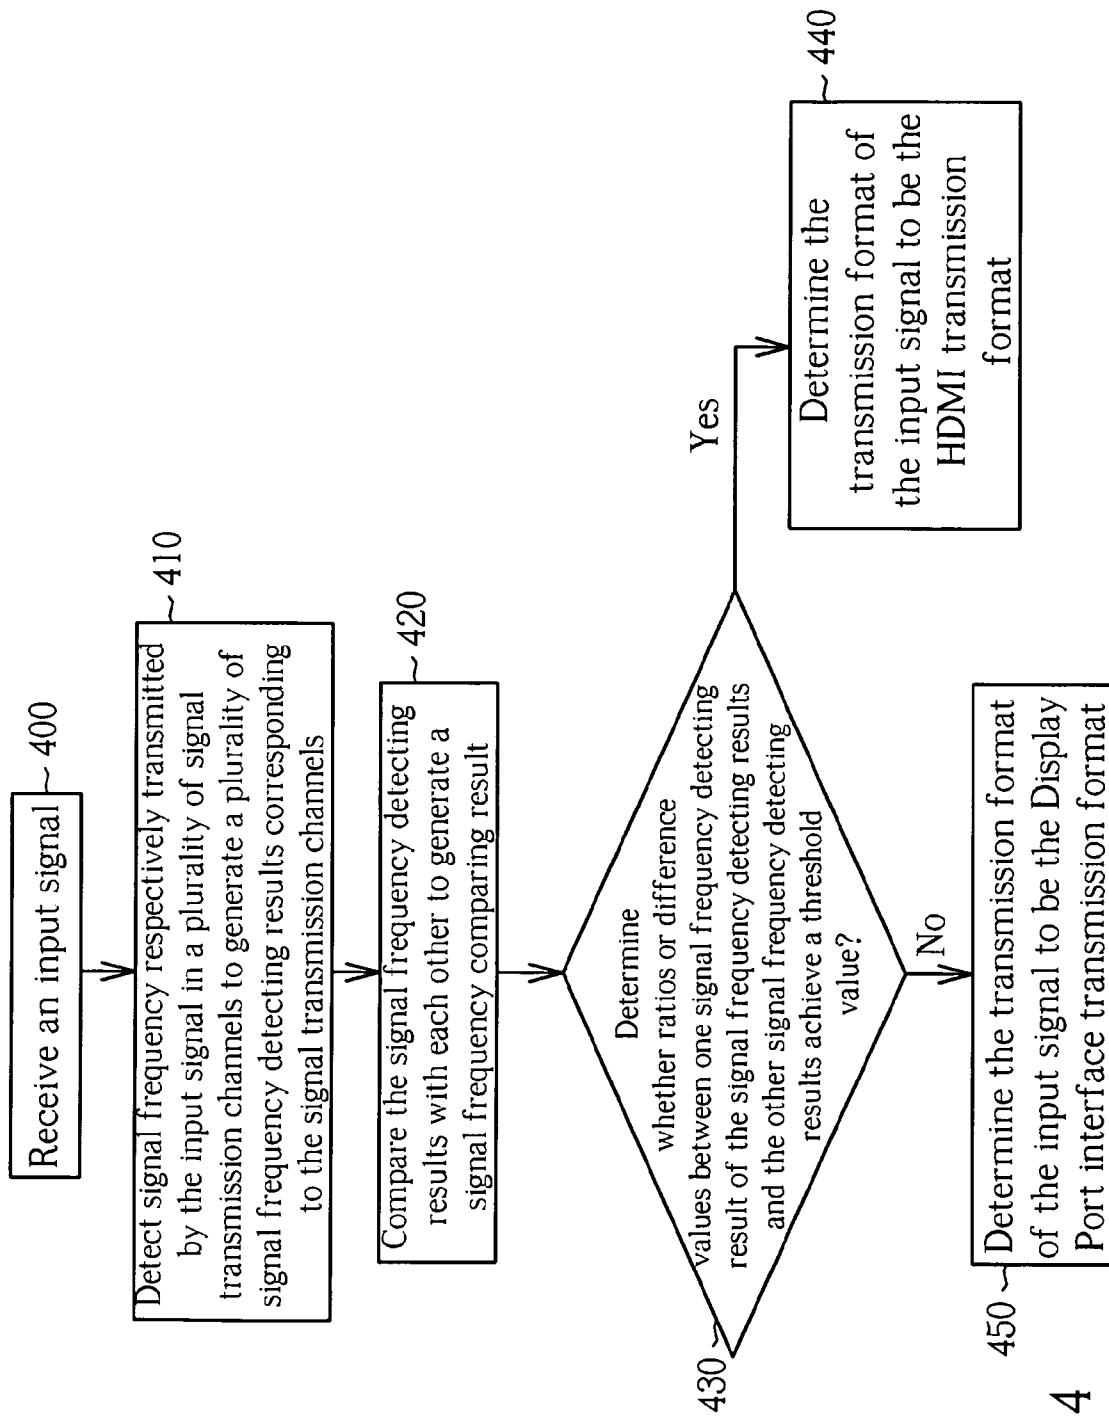 Receive an input signal
400
Detect signal frequency respectively transmitted
by the input signal in a plurality of signal
transmission channels to generate a plurality of
signal frequency detecting results corresponding
to the signal transmission channels
410
Compare the signal frequency detecting
results with each other to generate a
signal frequency comparing result
420
Determine
whether ratios or difference
values between one signal frequency detecting
result of the signal frequency detecting results
and the other signal frequency detecting
results achieve a threshold
value?
430
Yes
Determine the
transmission format of
the input signal to be the
HDMI transmission
format
440
No
Determine the transmission format
of the input signal to be the Display
Port interface transmission format
450
4